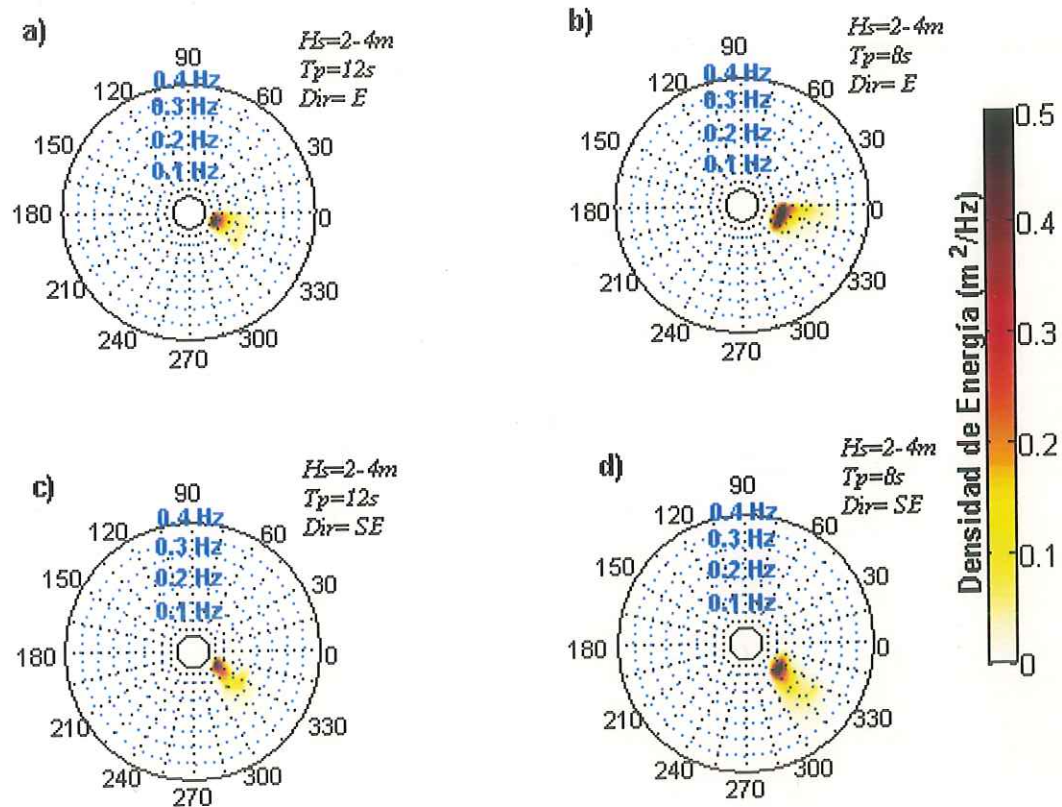 a)
Hs=2-4m
Tp=12s
Dir= E
90
120
60
0.4 Hz
0.3 Hz
0.2 Hz
0.1 Hz
150
30
180
0
210
330
240
300
270
b)
Hs=2-4m
Tp=8s
Dir= E
90
120
60
0.4 Hz
0.3 Hz
0.2 Hz
0.1 Hz
150
30
180
0
210
330
240
300
270
c)
Hs=2-4m
Tp=12s
Dir= SE
90
120
60
0.4 Hz
0.3 Hz
0.2 Hz
0.1 Hz
150
30
180
0
210
330
240
300
270
d)
Hs=2-4m
Tp=8s
Dir= SE
90
120
60
0.4 Hz
0.3 Hz
0.2 Hz
0.1 Hz
150
30
180
0
210
330
240
300
270
Densidad de Energía (m²/Hz)
0.5
0.4
0.3
0.2
0.1
0